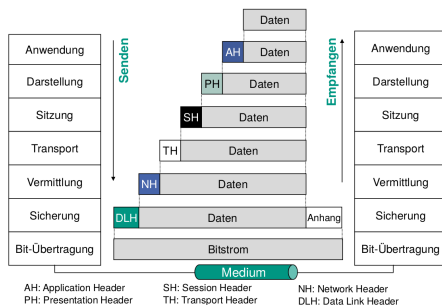 Daten
Anwendung
Senden
AH
Daten
Empfangen
Anwendung
Darstellung
PH
Daten
Darstellung
Sitzung
SH
Daten
Sitzung
Transport
TH
Daten
Transport
Vermittlung
NH
Daten
Vermittlung
Sicherung
DLH
Daten
Anhang
Sicherung
Bit-Übertragung
Bitstrom
Bit-Übertragung
Medium
AH: Application Header
SH: Session Header
NH: Network Header
PH: Presentation Header
TH: Transport Header
DLH: Data Link Header